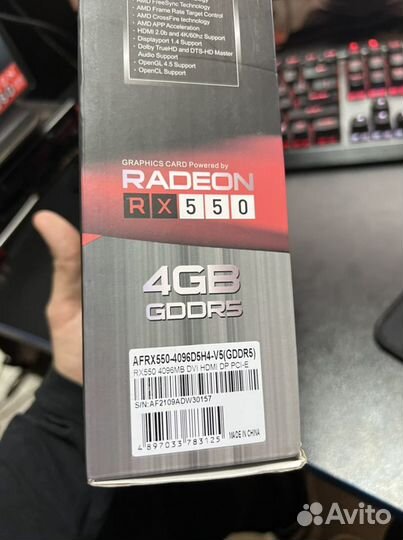 • AMD FreeSync Technology
• AMD Frame Rate Target Control
• AMD CrossFire technology
• AMD APP Acceleration
• HDMI 2.0b and 4K/60hz Support
• Displayport 1.4 Support
• Dolby TrueHD and DTS-HD Master
Audio Support
• OpenGL 4.5 Support
• OpenCL Support
GRAPHICS CARD Powered by
RADEON
RX550
4GB
GDDR5
AFRX550-4096D5H4-V5(GDDR5)
RX550 4096MB DVI HDMI DP PCI-E
S/N:AF2109ADW30157
4 897033 783125
MADE IN CHINA
Avito